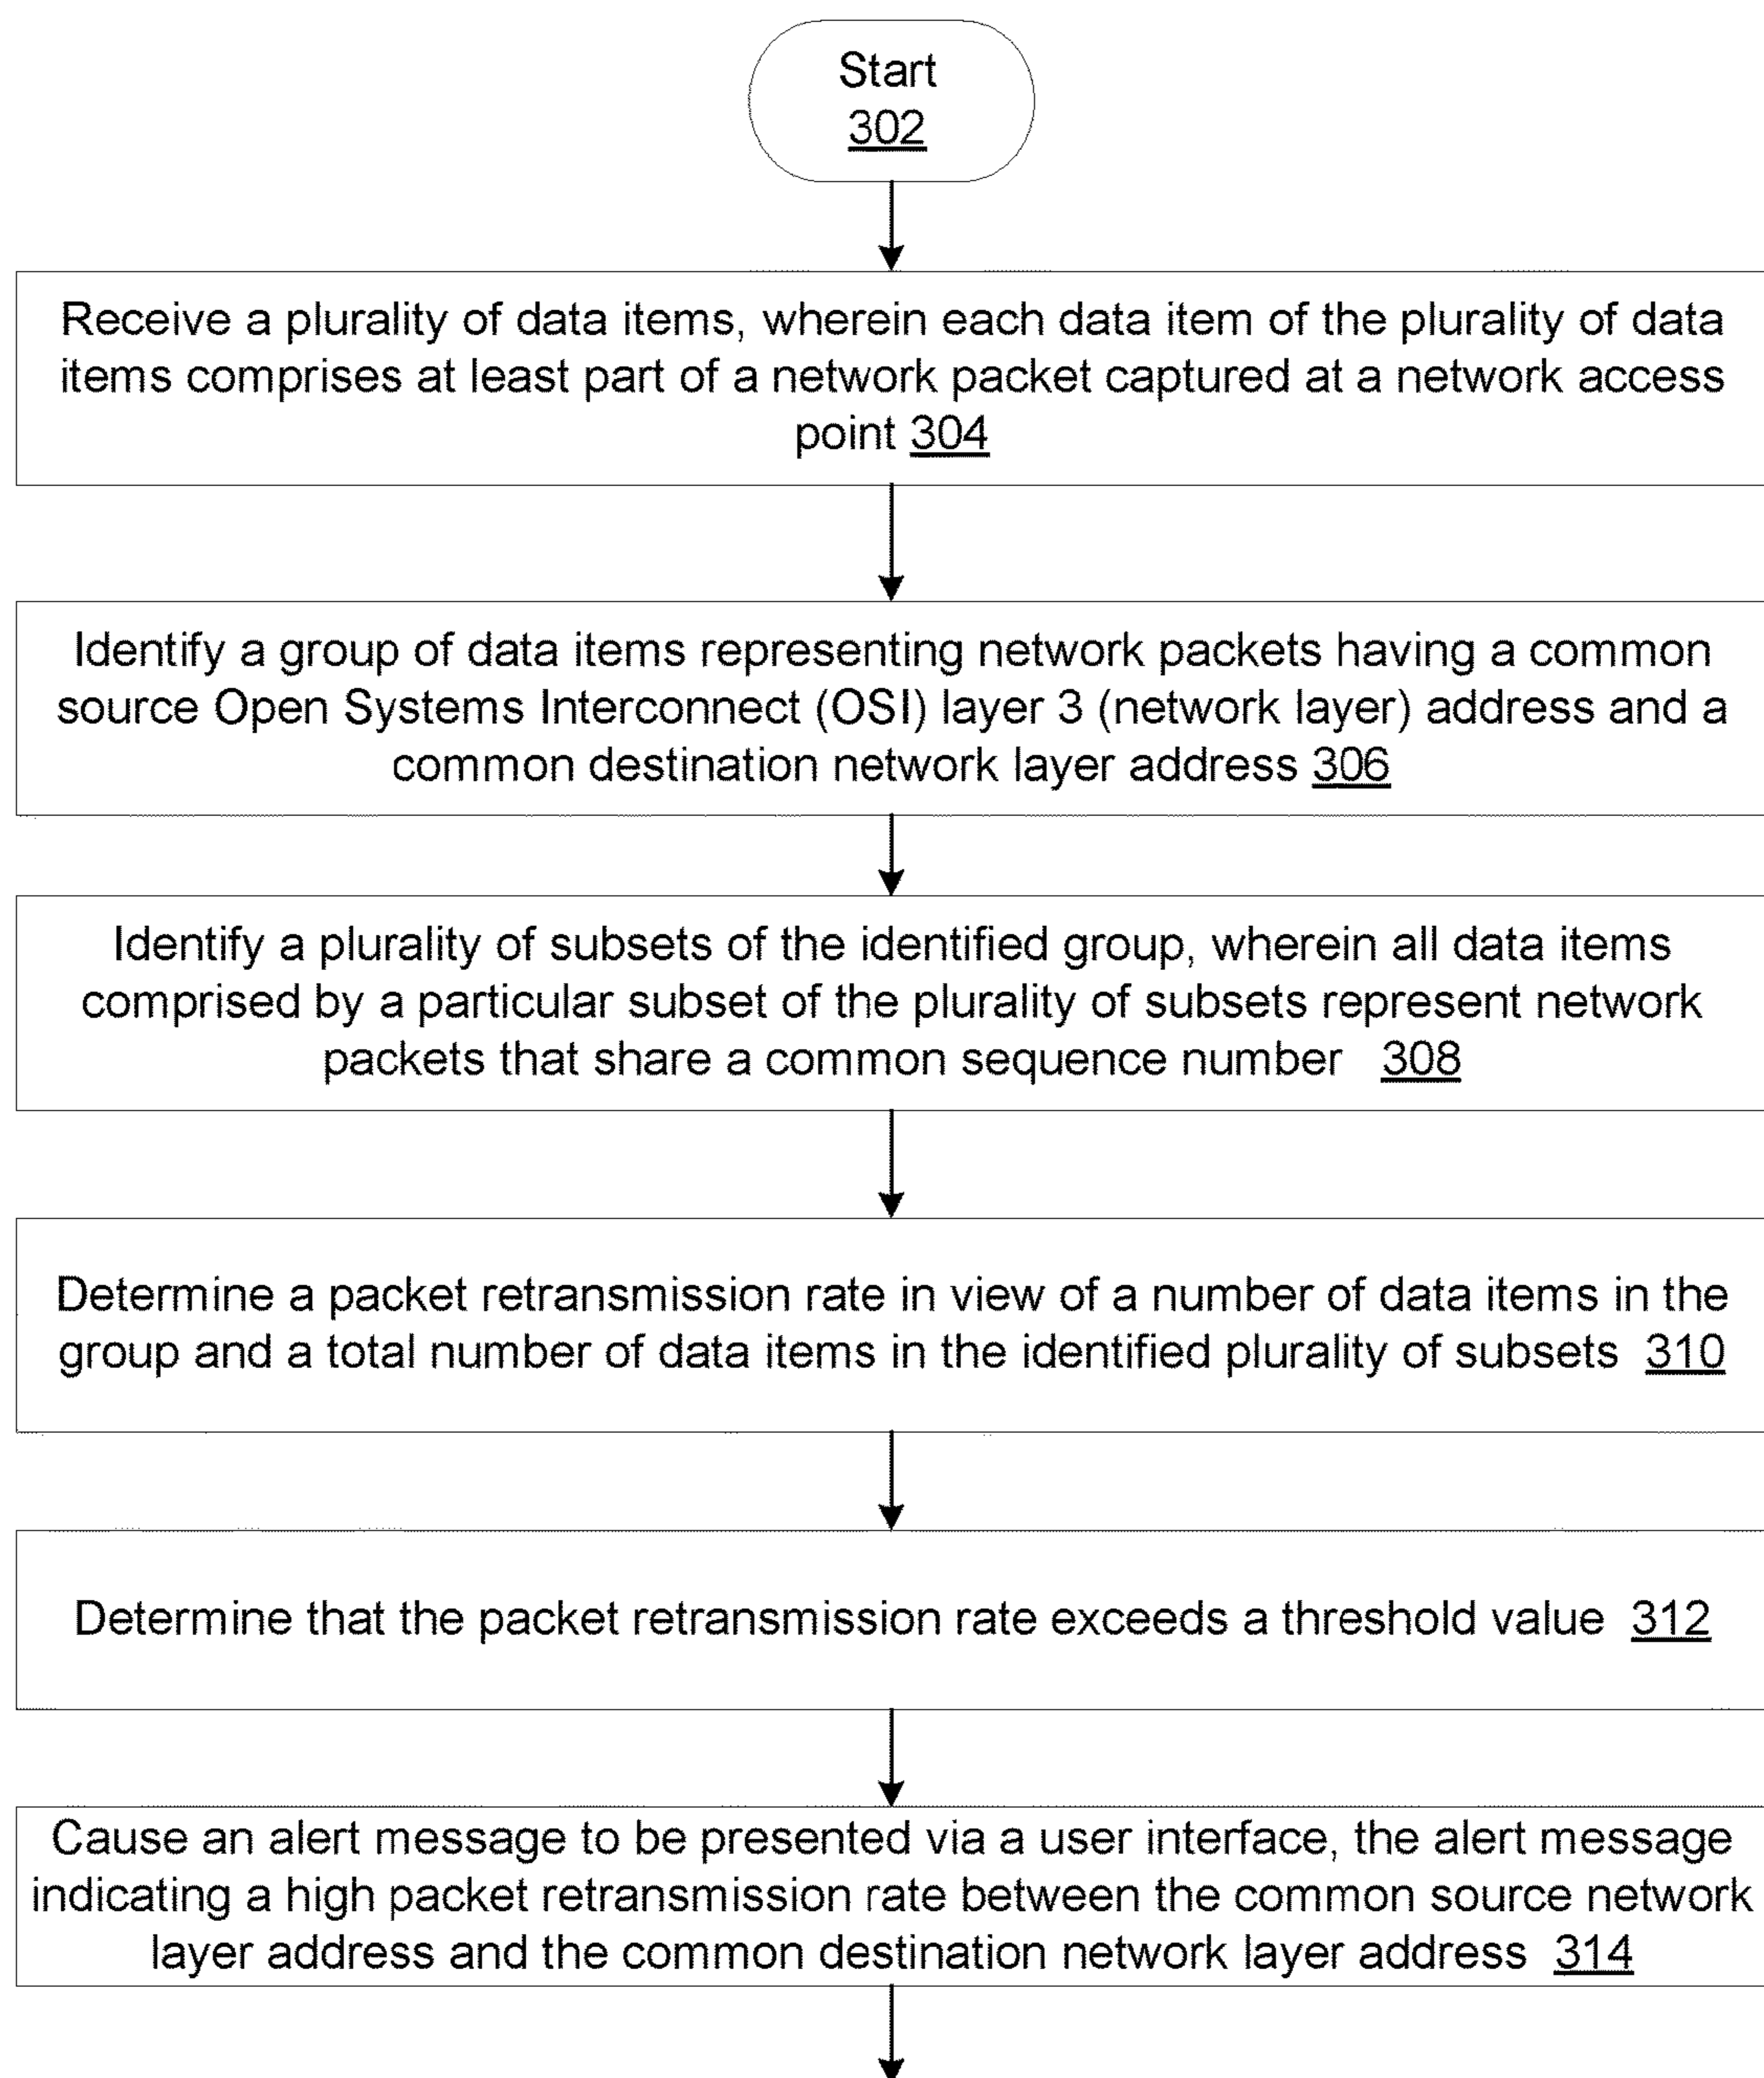 Start
302
Receive a plurality of data items, wherein each data item of the plurality of data
items comprises at least part of a network packet captured at a network access
point 304
Identify a group of data items representing network packets having a common
source Open Systems Interconnect (OSI) layer 3 (network layer) address and a
common destination network layer address 306
Identify a plurality of subsets of the identified group, wherein all data items
comprised by a particular subset of the plurality of subsets represent network
packets that share a common sequence number 308
Determine a packet retransmission rate in view of a number of data items in the
group and a total number of data items in the identified plurality of subsets 310
Determine that the packet retransmission rate exceeds a threshold value 312
Cause an alert message to be presented via a user interface, the alert message
indicating a high packet retransmission rate between the common source network
layer address and the common destination network layer address 314